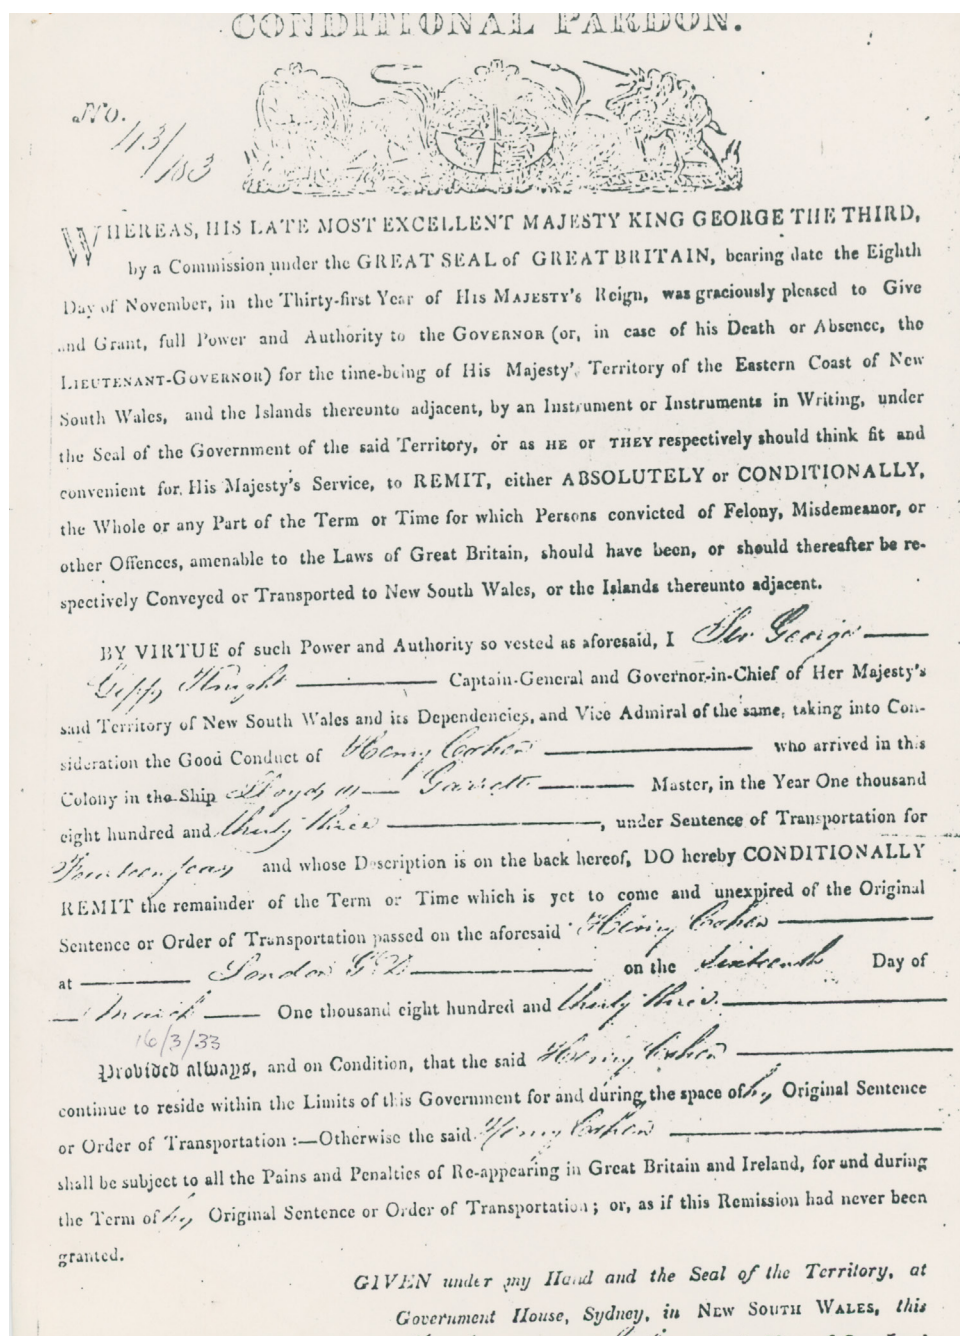 CONDITIONAL PARDON.
No.
43/183
WHEREAS, HIS LATE MOST EXCELLENT MAJESTY KING GEORGE THE THIRD,
by a Commission under the GREAT SEAL of GREAT BRITAIN, bearing date the Eighth
Day of November, in the Thirty-first Year of HIS MAJESTY's Reign, was graciously pleased to Give
and Grant, full Power and Authority to the GOVERNOR (or, in case of his Death or Absence, the
LIEUTENANT-GOVERNOR) for the time-being of His Majesty's Territory of the Eastern Coast of New
South Wales, and the Islands thereunto adjacent, by an Instrument or Instruments in Writing, under
the Seal of the Government of the said Territory, or as HE or THEY respectively should think fit and
convenient for His Majesty's Service, to REMIT, either ABSOLUTELY or CONDITIONALLY,
the Whole or any Part of the Term or Time for which Persons convicted of Felony, Misdemeanor, or
other Offences, amenable to the Laws of Great Britain, should have been, or should thereafter be re-
spectively Conveyed or Transported to New South Wales, or the Islands thereunto adjacent.
BY VIRTUE of such Power and Authority so vested as aforesaid, I Sir George
Gipps Knight Captain-General and Governor-in-Chief of Her Majesty's
said Territory of New South Wales and its Dependencies, and Vice Admiral of the same, taking into Con-
sideration the Good Conduct of Henry Cohen who arrived in this
Colony in the Ship Lloyds Garrett Master, in the Year One thousand
eight hundred and thirty three, under Sentence of Transportation for
Fourteen years and whose Description is on the back hereof, DO hereby CONDITIONALLY
REMIT the remainder of the Term or Time which is yet to come and unexpired of the Original
Sentence or Order of Transportation passed on the aforesaid Henry Cohen
at London G.D. on the sixteenth Day of
March One thousand eight hundred and thirty three.
16/3/33
Provided always, and on Condition, that the said Henry Cohen
continue to reside within the Limits of this Government for and during the space of his Original Sentence
or Order of Transportation :—Otherwise the said Henry Cohen
shall be subject to all the Pains and Penalties of Re-appearing in Great Britain and Ireland, for and during
the Term of his Original Sentence or Order of Transportation ; or, as if this Remission had never been
granted.
GIVEN under my Hand and the Seal of the Territory, at
Government House, Sydney, in NEW SOUTH WALES, this